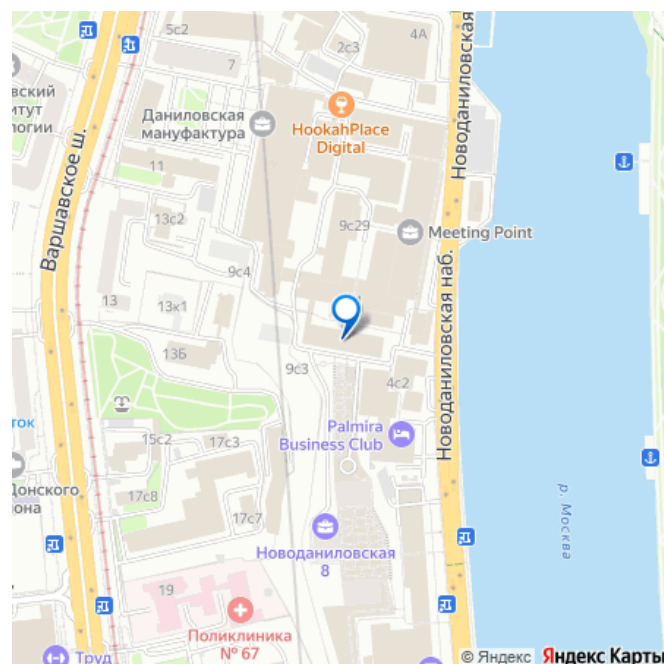 5с2
4А
2с3
7
вский
итут
ологии
Даниловская
мануфактура
HookahPlace
Digital
Новоданиловская
Варшавское ш.
11
13с2
9с29
Meeting Point
9с4
13
13к1
13Б
9с3
4с2
Новоданиловская наб.
ток
15с2
17с3
Palmira
Business Club
Донского
она
17с8
17с7
Новоданиловская
8
р. Москва
19
Поликлиника
№ 67
Труд
© Яндекс Яндекс Карты